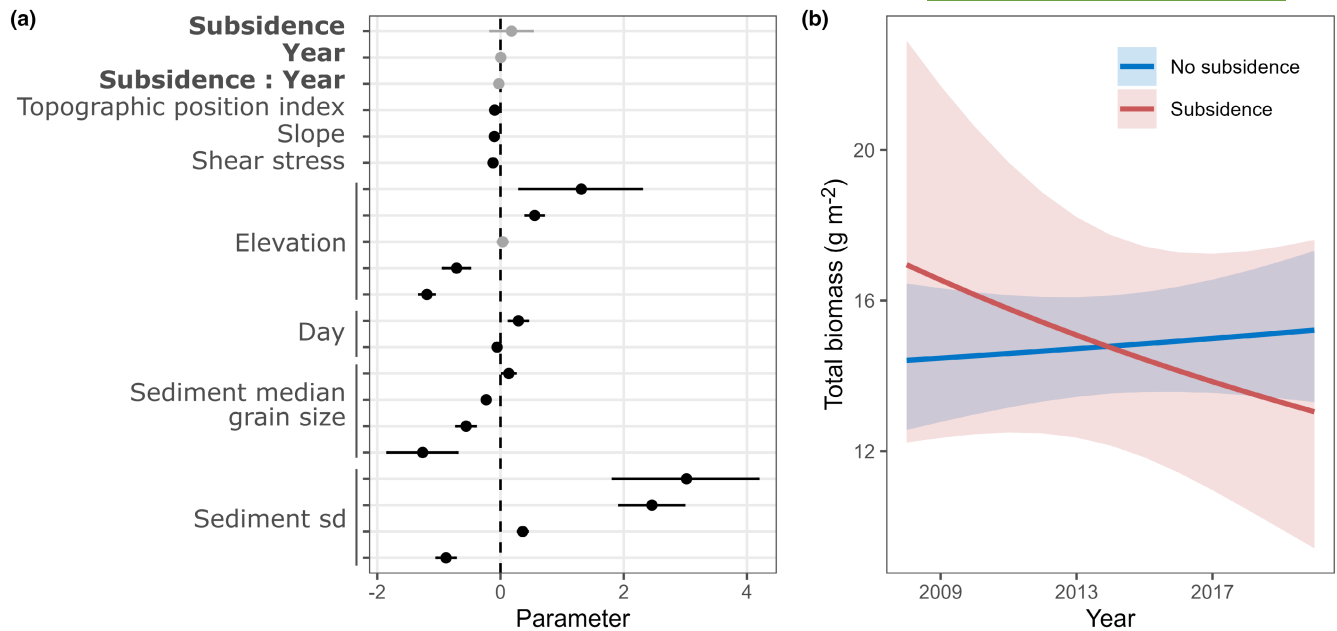 (a)
Subsidence
Year
Subsidence : Year
Topographic position index
Slope
Shear stress
Elevation
Day
Sediment median
grain size
Sediment sd
-2
0
2
4
Parameter
(b)
No subsidence
Subsidence
Total biomass (g m-2)
20
16
12
2009
2013
2017
Year